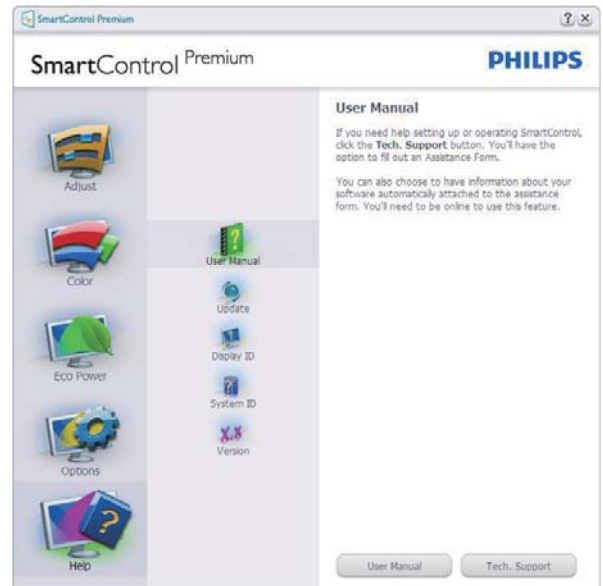 SmartControl Premium
SmartControl Premium
PHILIPS
Adjust
Color
Eco Power
Options
Help
User Manual
Update
Display ID
System ID
X.X
Version
User Manual
If you need help setting up or operating SmartControl,
click the Tech. Support button. You'll have the
option to fill out an Assistance Form.
You can also choose to have information about your
software automatically attached to the assistance
form. You'll need to be online to use this feature.
User Manual
Tech. Support